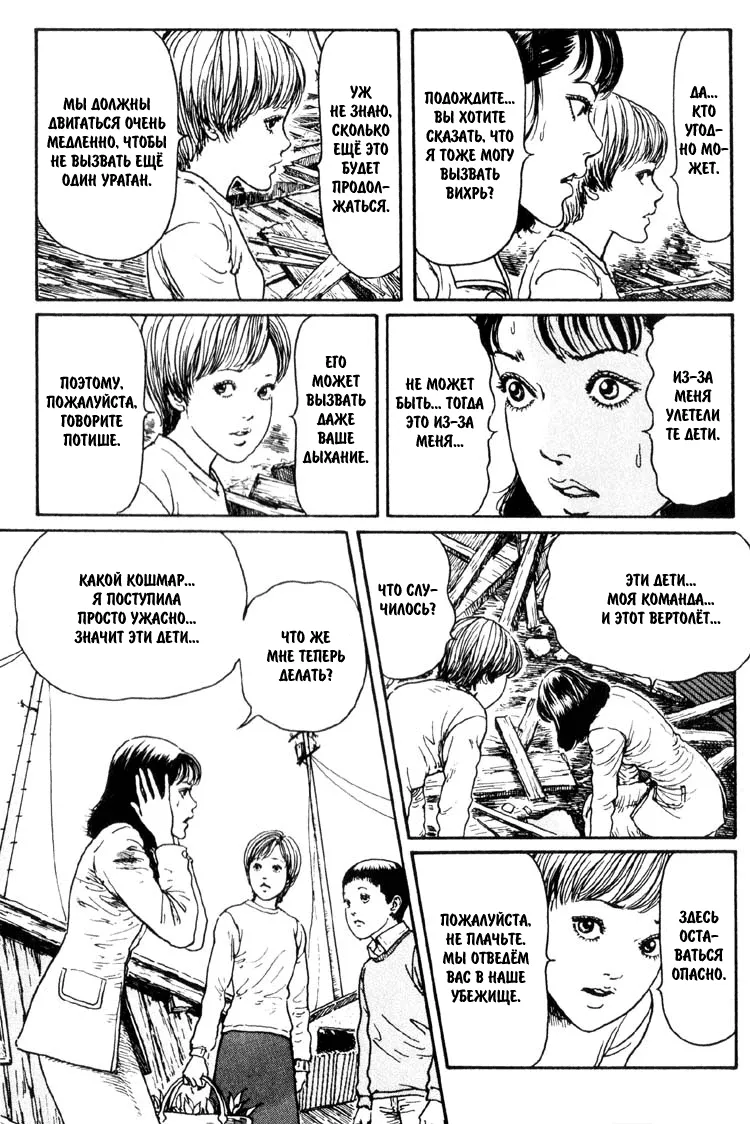 ДА...
КТО
УГОД-
НО МО-
ЖЕТ.
ПОДОЖДИТЕ...
ВЫ ХОТИТЕ
СКАЗАТЬ, ЧТО
Я ТОЖЕ МОГУ
ВЫЗВАТЬ
ВИХРЬ?
УЖ
НЕ ЗНАЮ,
СКОЛЬКО
ЕЩЁ ЭТО
БУДЕТ
ПРОДОЛ-
ЖАТЬСЯ.
МЫ ДОЛЖНЫ
ДВИГАТЬСЯ ОЧЕНЬ
МЕДЛЕННО, ЧТОБЫ
НЕ ВЫЗВАТЬ ЕЩЁ
ОДИН УРАГАН.
ИЗ-ЗА
МЕНЯ
УЛЕТЕЛИ
ТЕ ДЕТИ.
НЕ МОЖЕТ
БЫТЬ... ТОГДА
ЭТО ИЗ-ЗА
МЕНЯ...
ЕГО
МОЖЕТ
ВЫЗВАТЬ
ДАЖЕ
ВАШЕ
ДЫХАНИЕ.
ПОЭТОМУ,
ПОЖАЛУЙСТА,
ГОВОРИТЕ
ПОТИШЕ.
ЭТИ ДЕТИ...
МОЯ КОМАНДА...
И ЭТОТ ВЕРТОЛЁТ...
ЧТО СЛУ-
ЧИЛОСЬ?
ЗДЕСЬ
ОСТА-
ВАТЬСЯ
ОПАСНО.
ПОЖАЛУЙСТА,
НЕ ПЛАЧЬТЕ.
МЫ ОТВЕДЁМ
ВАС В НАШЕ
УБЕЖИЩЕ.
КАКОЙ КОШМАР...
Я ПОСТУПИЛА
ПРОСТО УЖАСНО...
ЗНАЧИТ ЭТИ ДЕТИ...
ЧТО ЖЕ
МНЕ ТЕПЕРЬ
ДЕЛАТЬ?